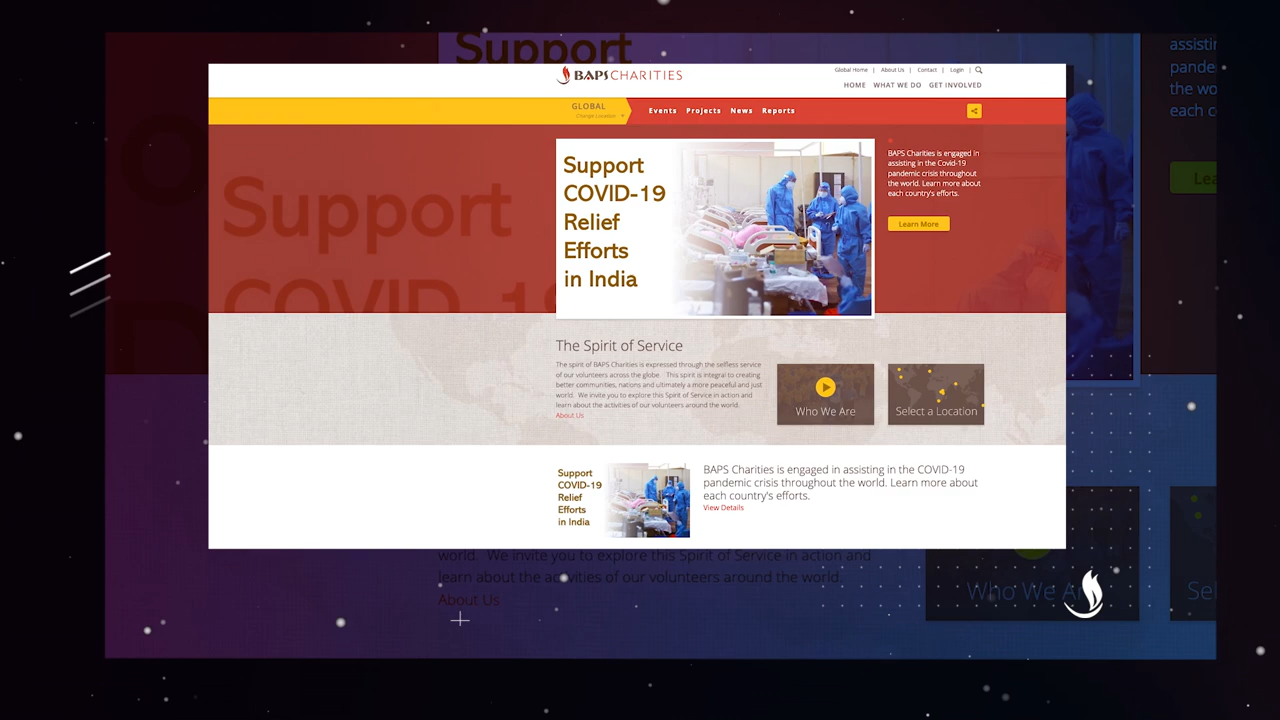 Support
assistin
pande
the wo
each co
BAPS CHARITIES
Global Home | About Us | Contact | Login |
HOME WHAT WE DO GET INVOLVED
GLOBAL
Change Location
Events Projects News Reports
Support
COVID-19
Relief
Efforts
in India
BAPS Charities is engaged in
assisting in the Covid-19
pandemic crisis throughout
the world. Learn more about
each country's efforts.
Learn More
Support
COVID-19
Lea
The Spirit of Service
The spirit of BAPS Charities is expressed through the selfless service
of our volunteers across the globe. This spirit is integral to creating
better communities, nations and ultimately a more peaceful and just
world. We invite you to explore this Spirit of Service in action and
learn about the activities of our volunteers around the world.
About Us
Who We Are
Select a Location
Support
COVID-19
Relief
Efforts
in India
BAPS Charities is engaged in assisting in the COVID-19
pandemic crisis throughout the world. Learn more about
each country's efforts.
View Details
world. We invite you to explore this Spirit of Service in action and
learn about the activities of our volunteers around the world.
About Us
Who We Are
Sel